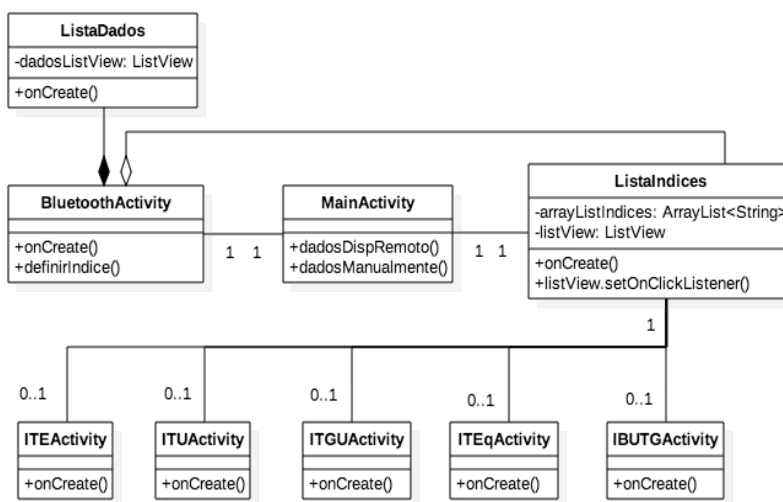 ListaDados
-dadosListView: ListView
+onCreate()
BluetoothActivity
+onCreate()
+definirIndice()
1 1
MainActivity
+dadosDispRemoto()
+dadosManualmente()
1 1
ListaIndices
-arrayListIndices: ArrayList<String>
-listView: ListView
+onCreate()
+listView.setOnClickListener()
1
0..1
0..1
0..1
0..1
0..1
ITEActivity
+onCreate()
ITUActivity
+onCreate()
ITGUActivity
+onCreate()
ITEqActivity
+onCreate()
IBUTGActivity
+onCreate()